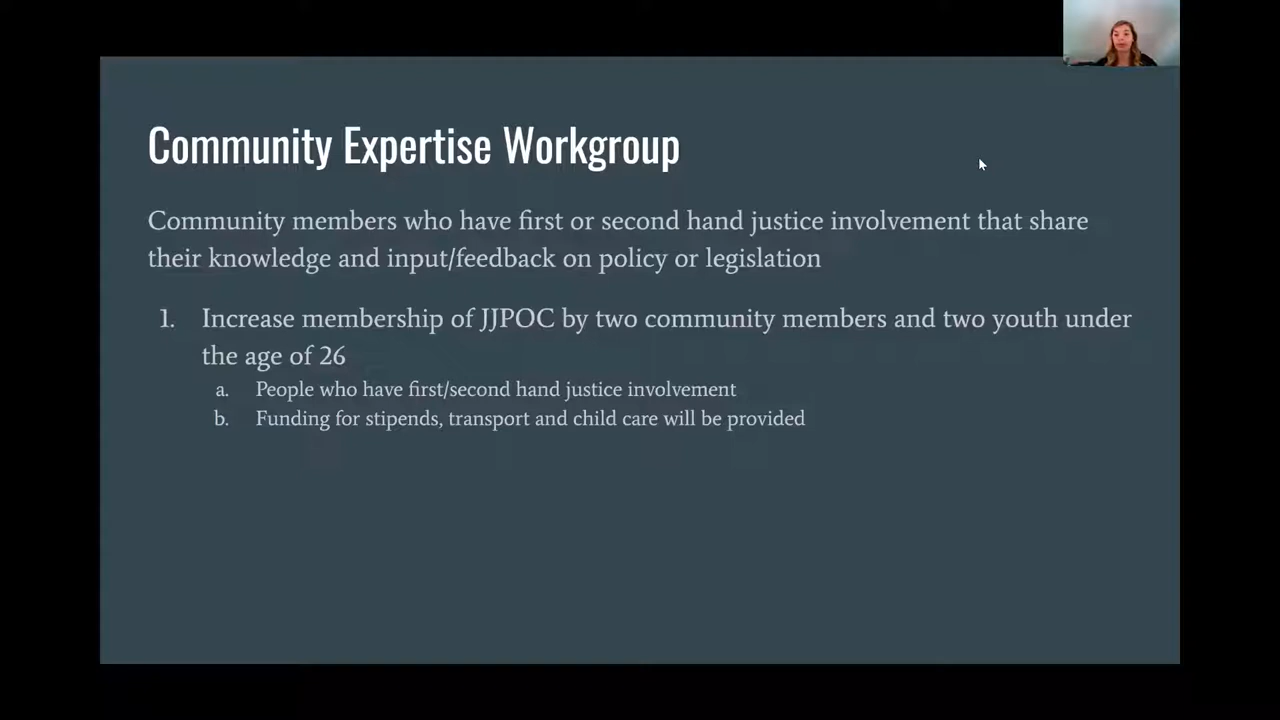 Community Expertise Workgroup
Community members who have first or second hand justice involvement that share
their knowledge and input/feedback on policy or legislation
1. Increase membership of JJPOC by two community members and two youth under
the age of 26
a. People who have first/second hand justice involvement
b. Funding for stipends, transport and child care will be provided